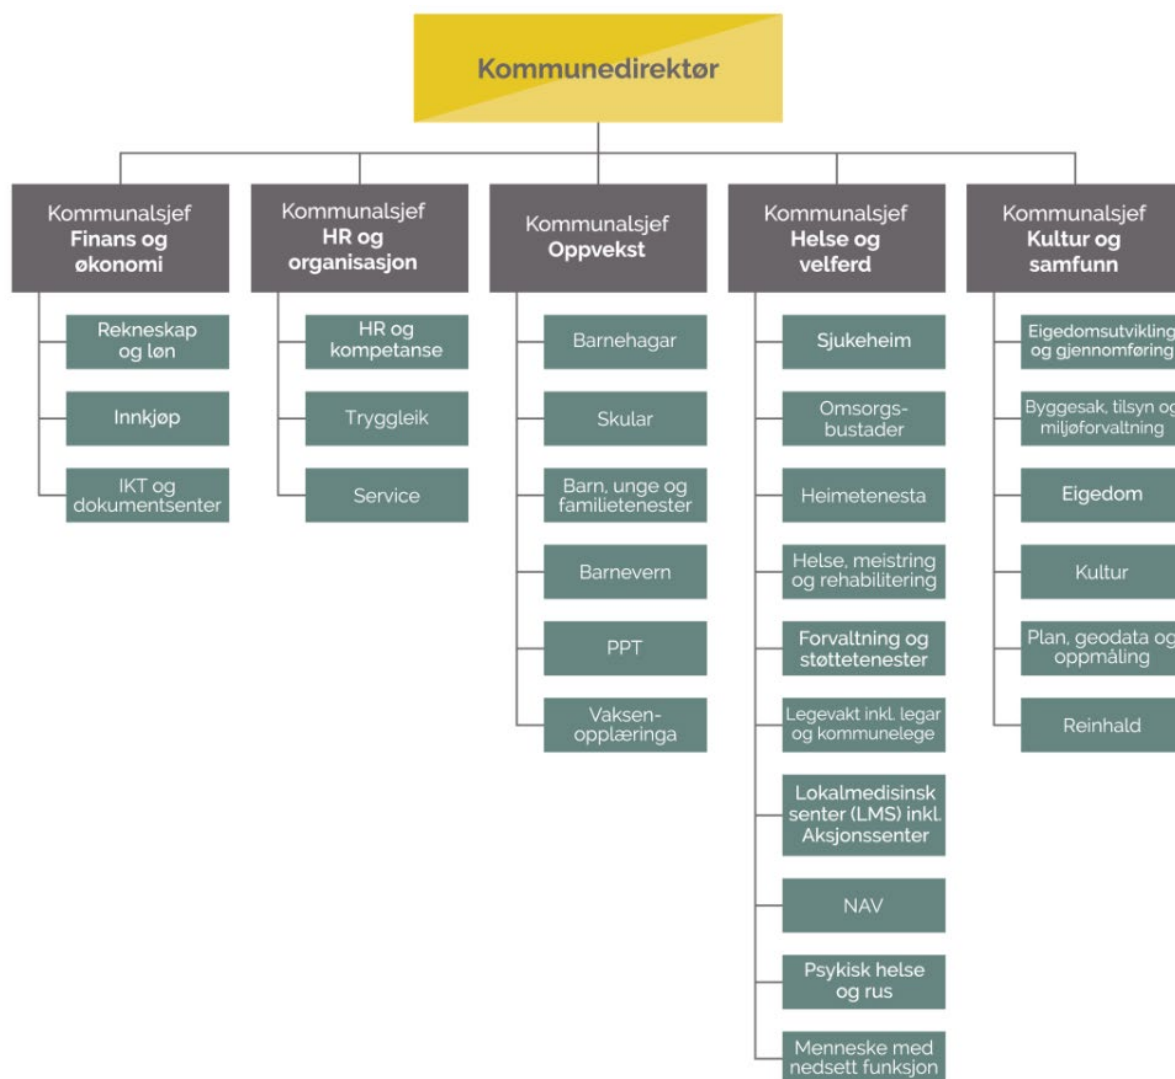 Kommunedirektør
Kommunalsjef
Finans og
økonomi
Rekneskap
og løn
Innkjøp
IKT og
dokumentsenter
Kommunalsjef
HR og
organisasjon
HR og
kompetanse
Tryggleik
Service
Kommunalsjef
Oppvekst
Barnehagar
Skular
Barn, unge og
familietenester
Barnevern
PPT
Vaksen-
opplæringa
Kommunalsjef
Helse og
velferd
Sjukeheim
Omsorgs-
bustader
Heimetenesta
Helse, meistring
og rehabilitering
Forvaltning og
støttetenester
Legevakt inkl. legar
og kommunelege
Lokalmedisinsk
senter (LMS) inkl.
Aksjonssenter
NAV
Psykisk helse
og rus
Menneske med
nedsett funksjon
Kommunalsjef
Kultur og
samfunn
Eigedomsutvikling
og gjennomføring
Byggesak, tilsyn og
miljøforvaltning
Eigedom
Kultur
Plan, geodata og
oppmåling
Reinhald